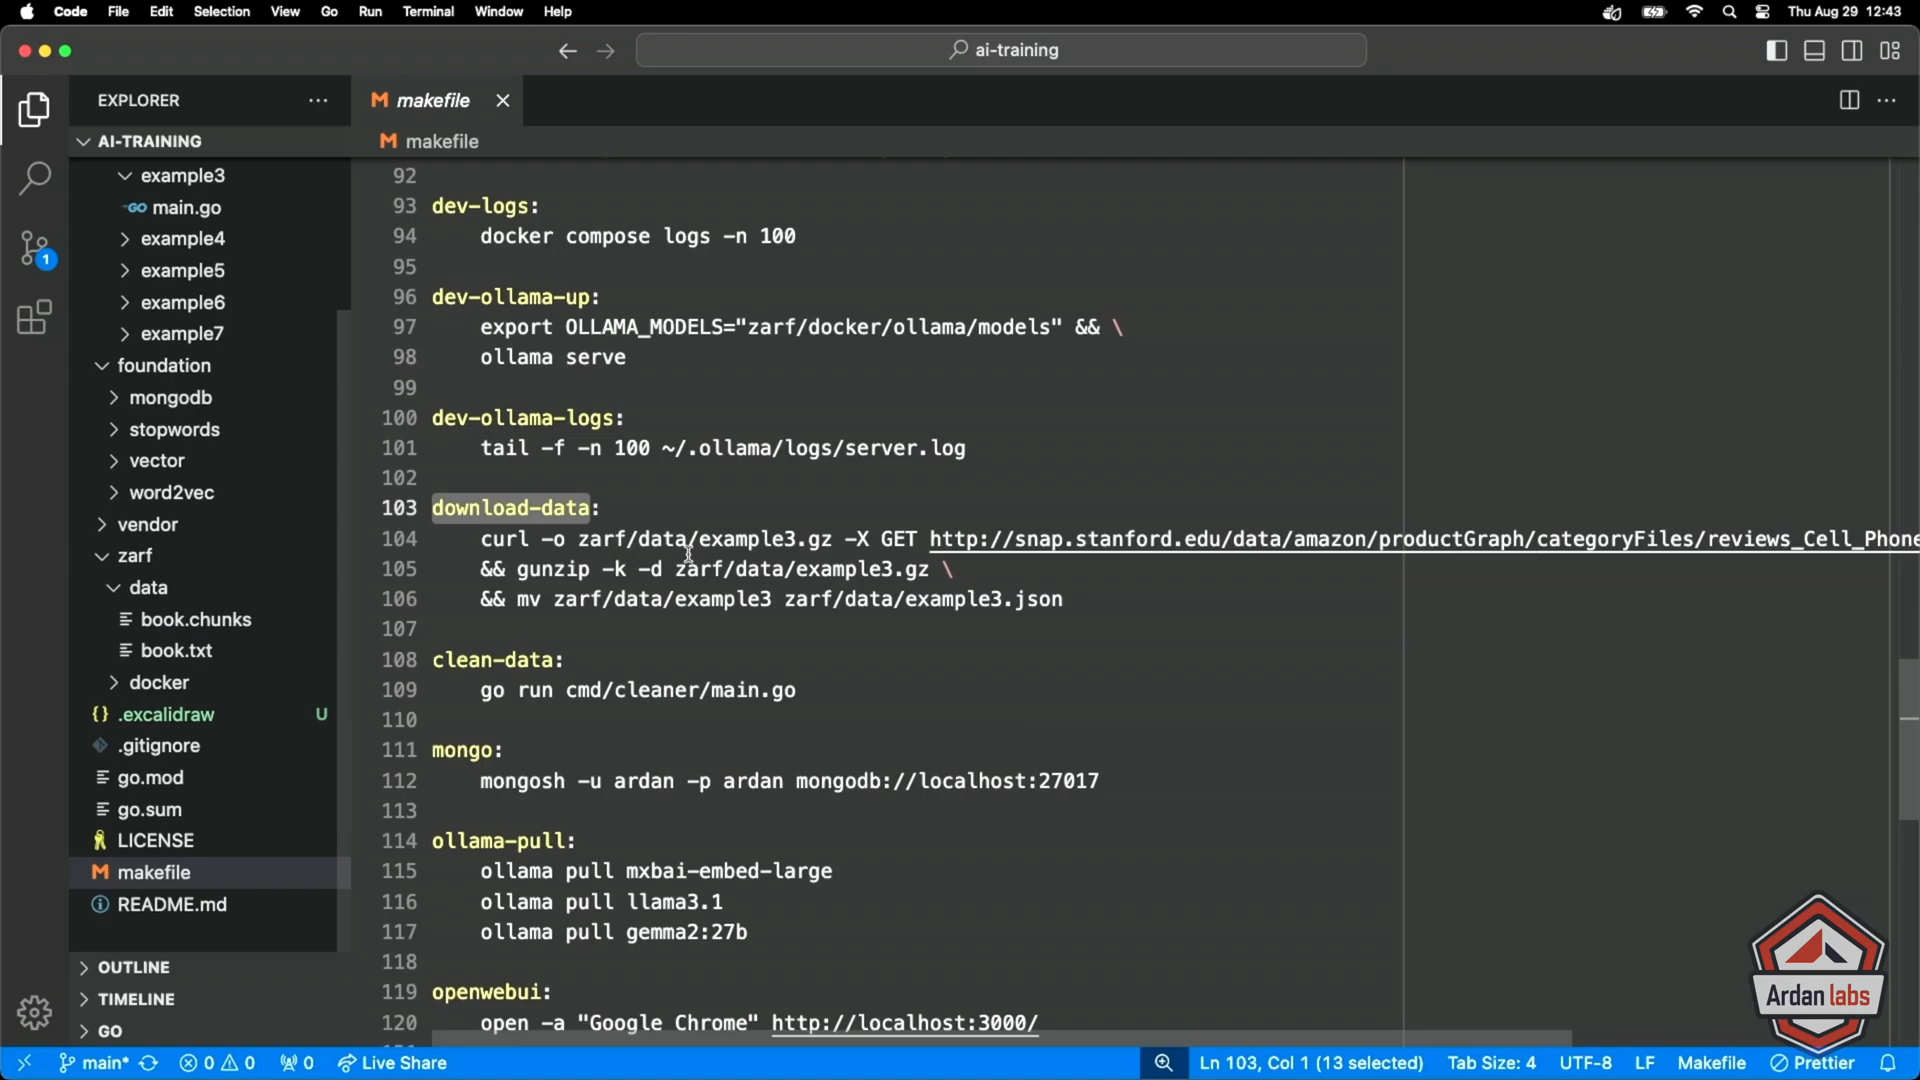 Code File Edit Selection View Go Run Terminal Window Help
Thu Aug 29 12:43
ai-training
EXPLORER
makefile
AI-TRAINING
makefile
example3
main.go
example4
example5
example6
example7
foundation
mongodb
stopwords
vector
word2vec
vendor
zarf
data
book.chunks
book.txt
docker
.excalidraw U
.gitignore
go.mod
go.sum
LICENSE
makefile
README.md
OUTLINE
TIMELINE
GO
1
92
93 dev-logs:
94 docker compose logs -n 100
95
96 dev-ollama-up:
97 export OLLAMA_MODELS="zarf/docker/ollama/models" && \
98 ollama serve
99
100 dev-ollama-logs:
101 tail -f -n 100 ~/.ollama/logs/server.log
102
103 download-data:
104 curl -o zarf/data/example3.gz -X GET http://snap.stanford.edu/data/amazon/productGraph/categoryFiles/reviews_Cell_Phone
105 && gunzip -k -d zarf/data/example3.gz \
106 && mv zarf/data/example3 zarf/data/example3.json
107
108 clean-data:
109 go run cmd/cleaner/main.go
110
111 mongo:
112 mongosh -u ardan -p ardan mongodb://localhost:27017
113
114 ollama-pull:
115 ollama pull mxbai-embed-large
116 ollama pull llama3.1
117 ollama pull gemma2:27b
118
119 openwebui:
120 open -a "Google Chrome" http://localhost:3000/
Ardan labs
main* 0 0 0 Live Share
Ln 103, Col 1 (13 selected) Tab Size: 4 UTF-8 LF Makefile Prettier